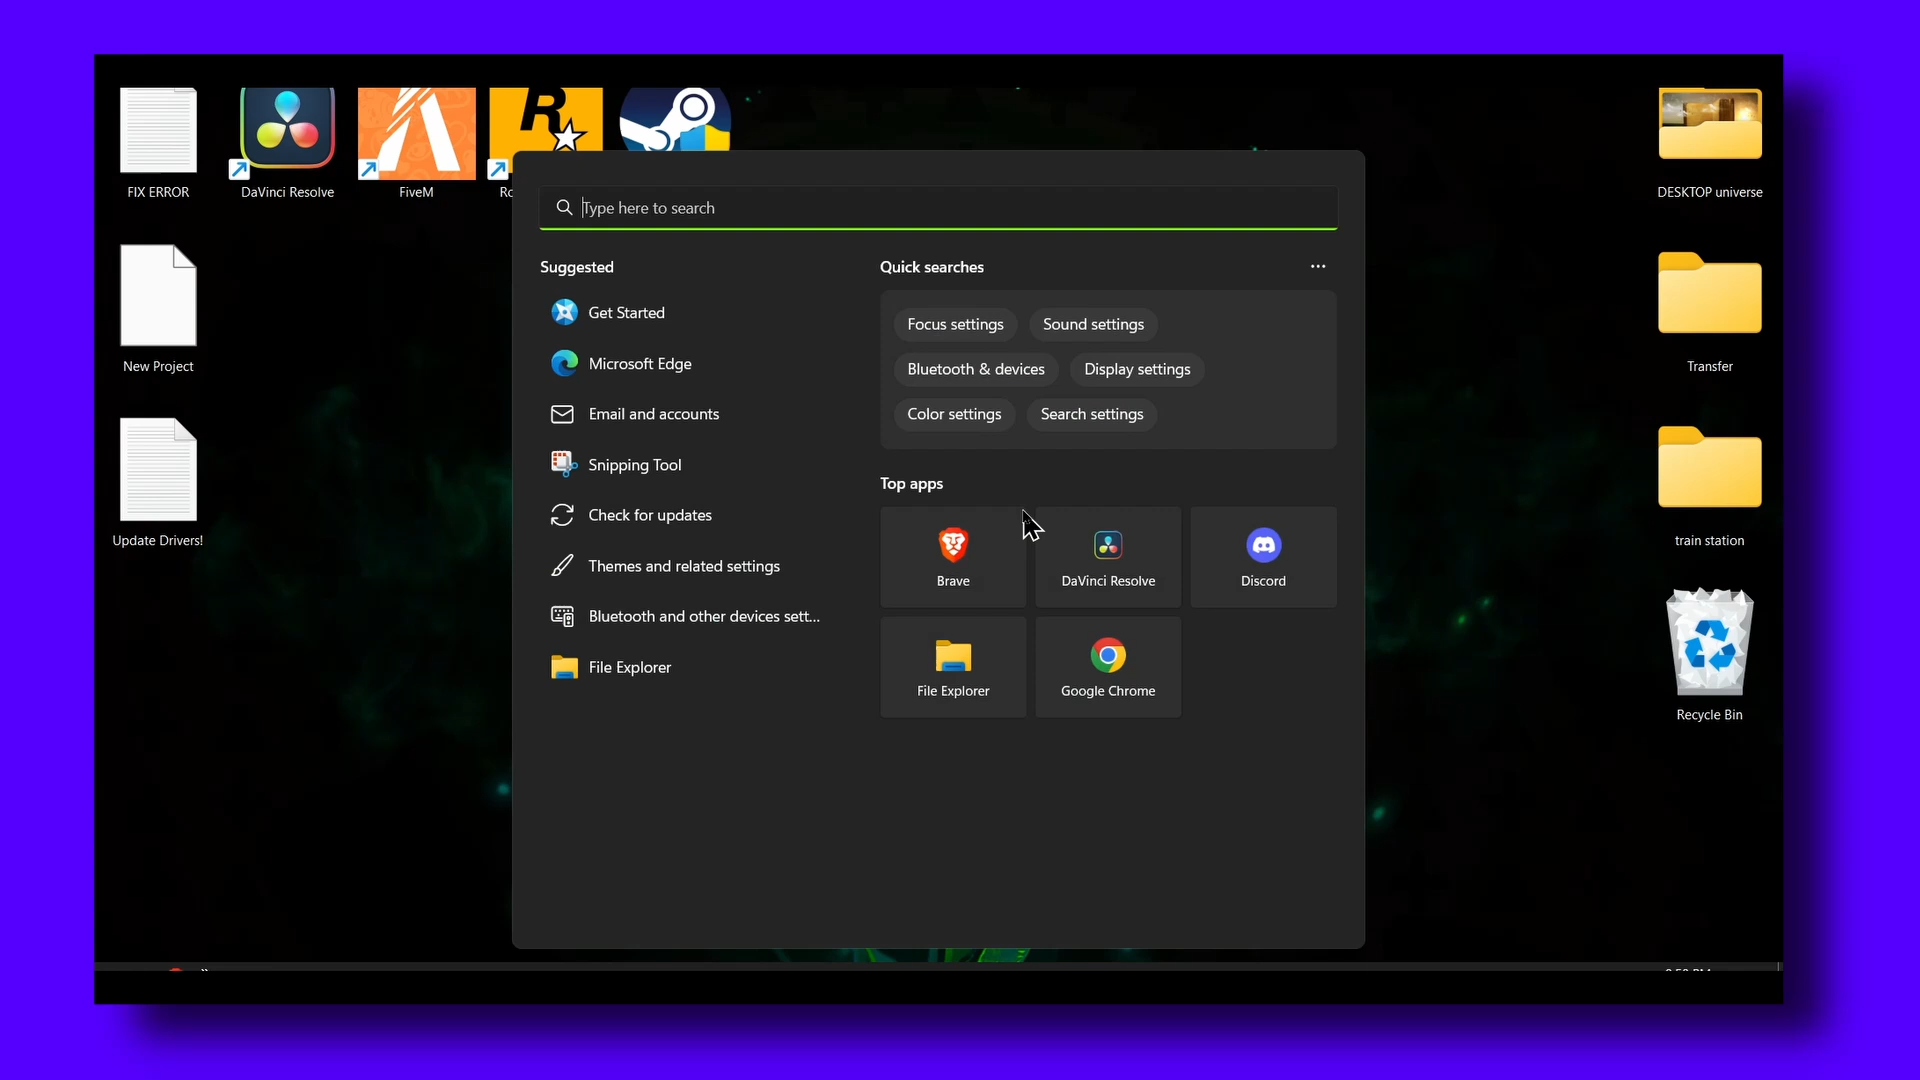 FIX ERROR
DaVinci Resolve
FiveM
Ro
DESKTOP universe
New Project
Transfer
Update Drivers!
train station
Recycle Bin
Type here to search
Suggested
Get Started
Microsoft Edge
Email and accounts
Snipping Tool
Check for updates
Themes and related settings
Bluetooth and other devices sett...
File Explorer
Quick searches
Focus settings
Sound settings
Bluetooth & devices
Display settings
Color settings
Search settings
Top apps
Brave
DaVinci Resolve
Discord
File Explorer
Google Chrome